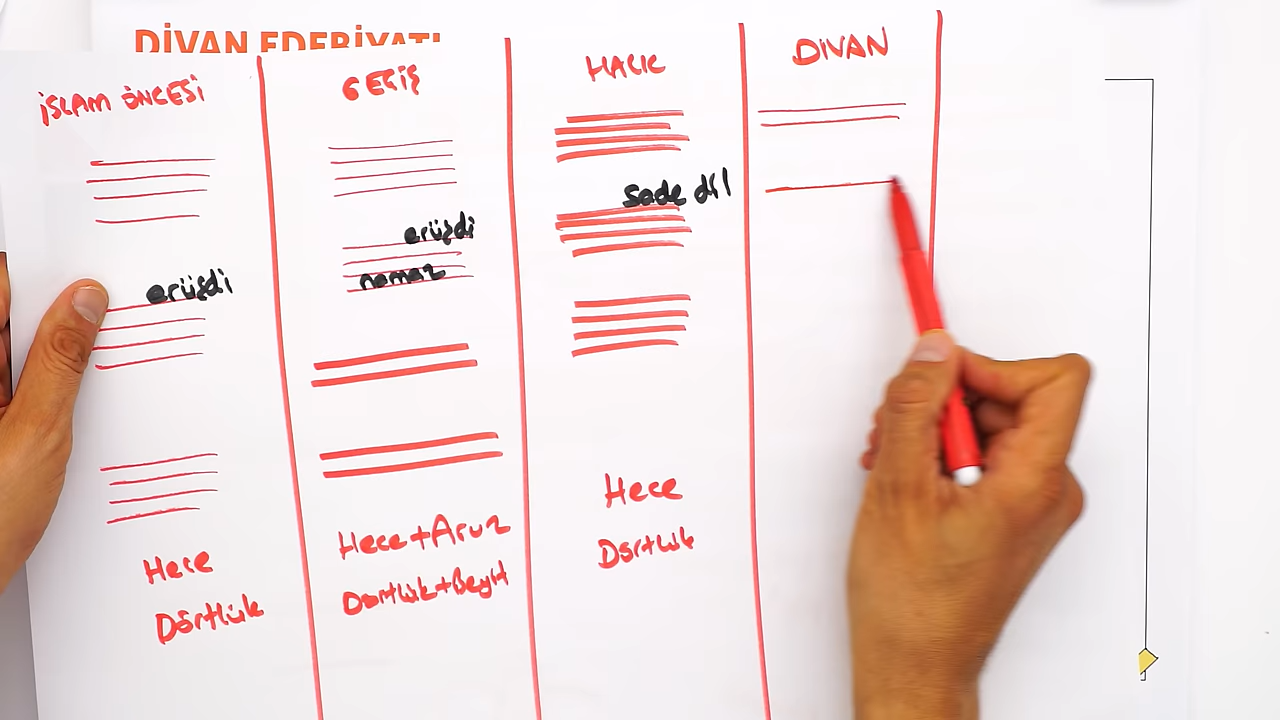 DİVAN EDEBİYATI
İSLAM ÖNCESİ
erüşdi
Hece
Dörtlük
GEÇİŞ
erüşdi
namaz
Hece+Aruz
Dörtlük+Beyit
HALK
Sade dil
Hece
Dörtlük
DİVAN